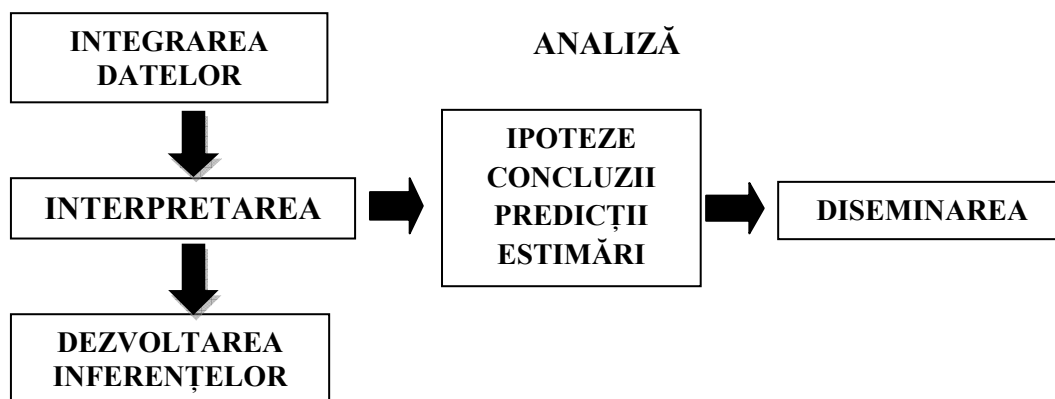 INTEGRAREA
DATELOR
ANALIZĂ
INTERPRETAREA
IPOTEZE
CONCLUZII
PREDICȚII
ESTIMĂRI
DISEMINAREA
DEZVOLTAREA
INFERENȚELOR